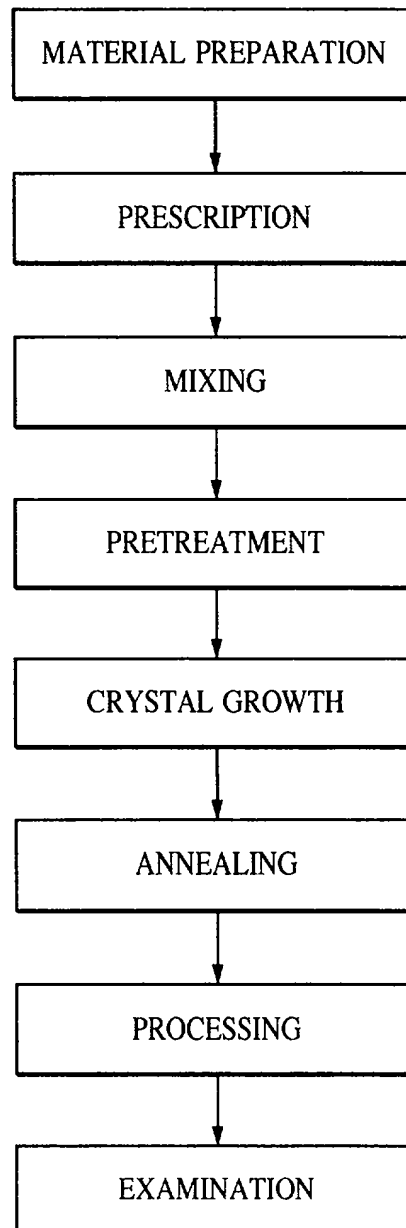 MATERIAL PREPARATION
PRESCRIPTION
MIXING
PRETREATMENT
CRYSTAL GROWTH
ANNEALING
PROCESSING
EXAMINATION